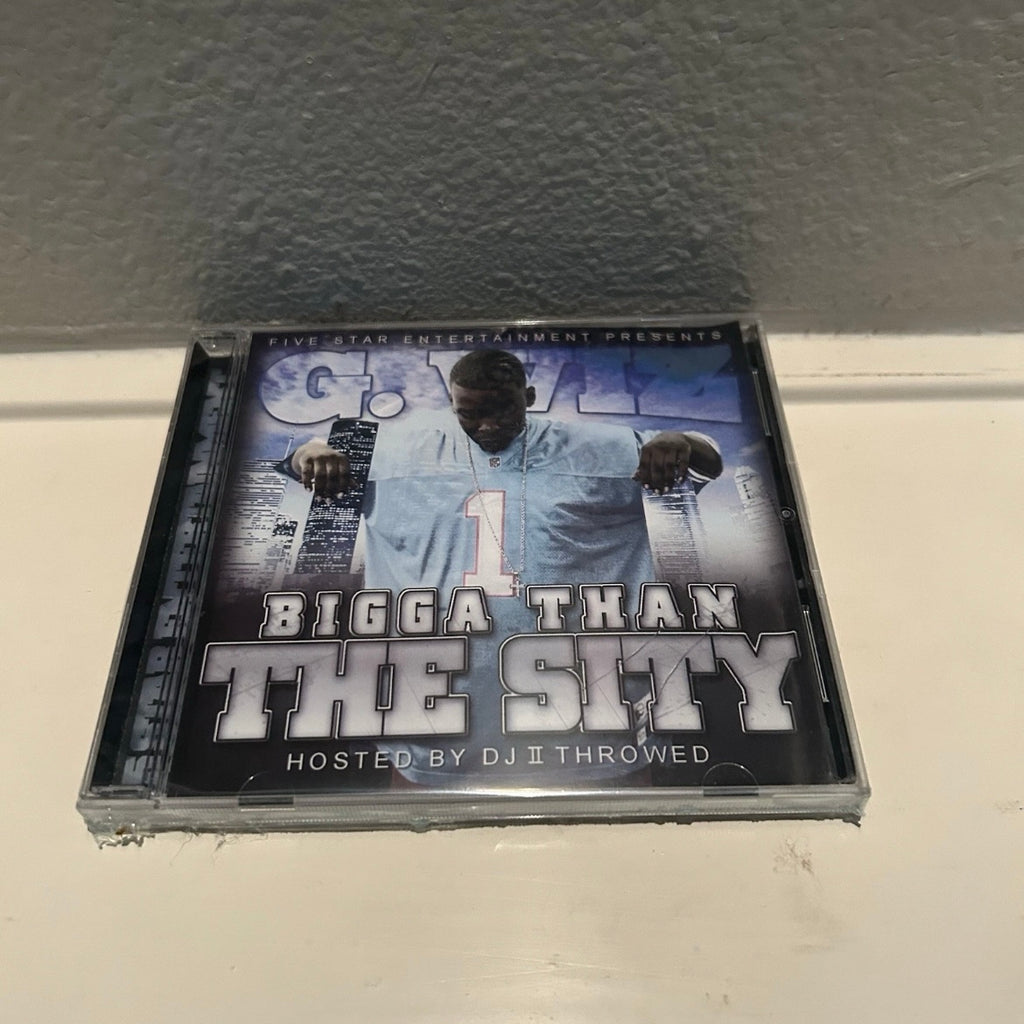 FIVE STAR ENTERTAINMENT PRESENTS
G. WIZ
1
BIGGA THAN
THE SITY
HOSTED BY DJ II THROWED